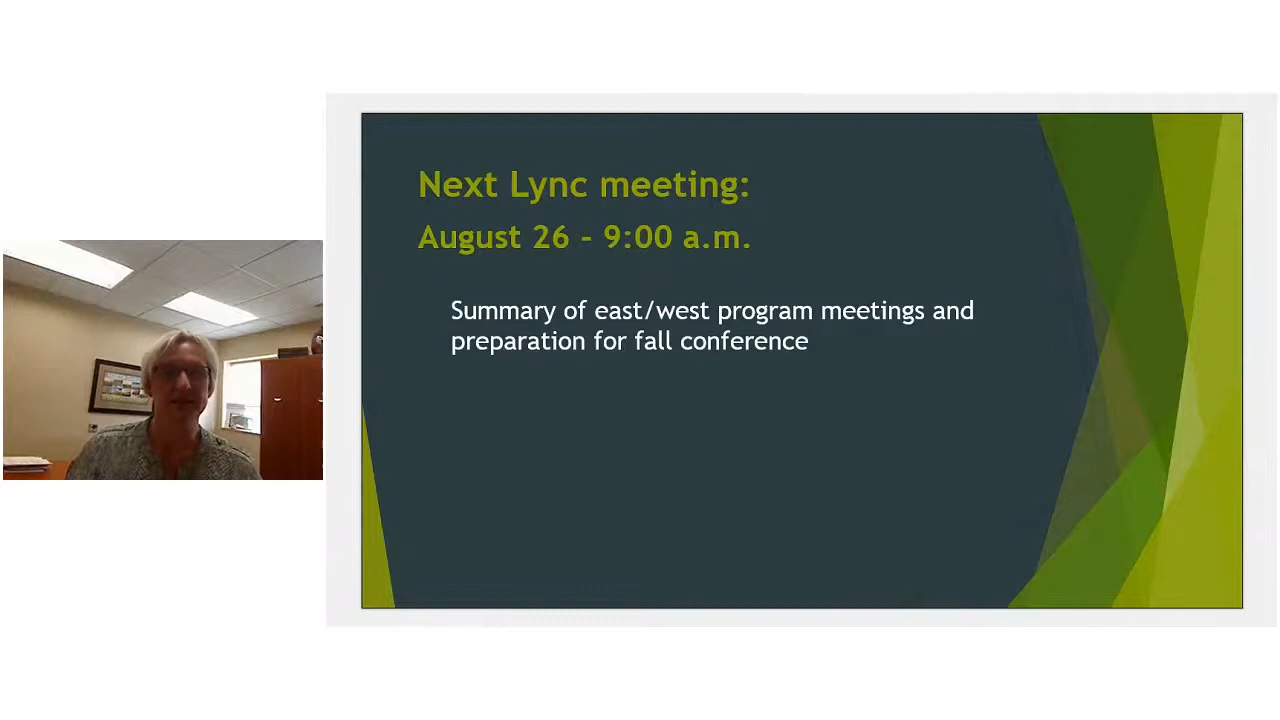 Next Lync meeting:
August 26 - 9:00 a.m.
Summary of east/west program meetings and
preparation for fall conference